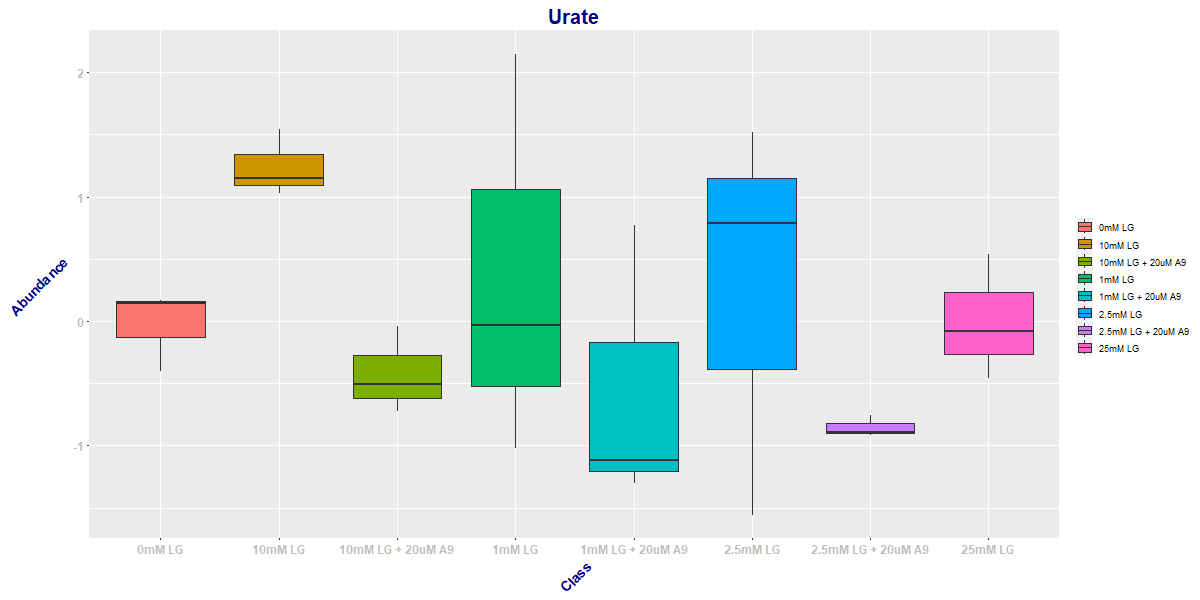 Urate
Abundance
2
1
0
-1
0mM LG
10mM LG
10mM LG + 20uM A9
1mM LG
1mM LG + 20uM A9
2.5mM LG
2.5mM LG + 20uM A9
25mM LG
Class
0mM LG
10mM LG
10mM LG + 20uM A9
1mM LG
1mM LG + 20uM A9
2.5mM LG
2.5mM LG + 20uM A9
25mM LG